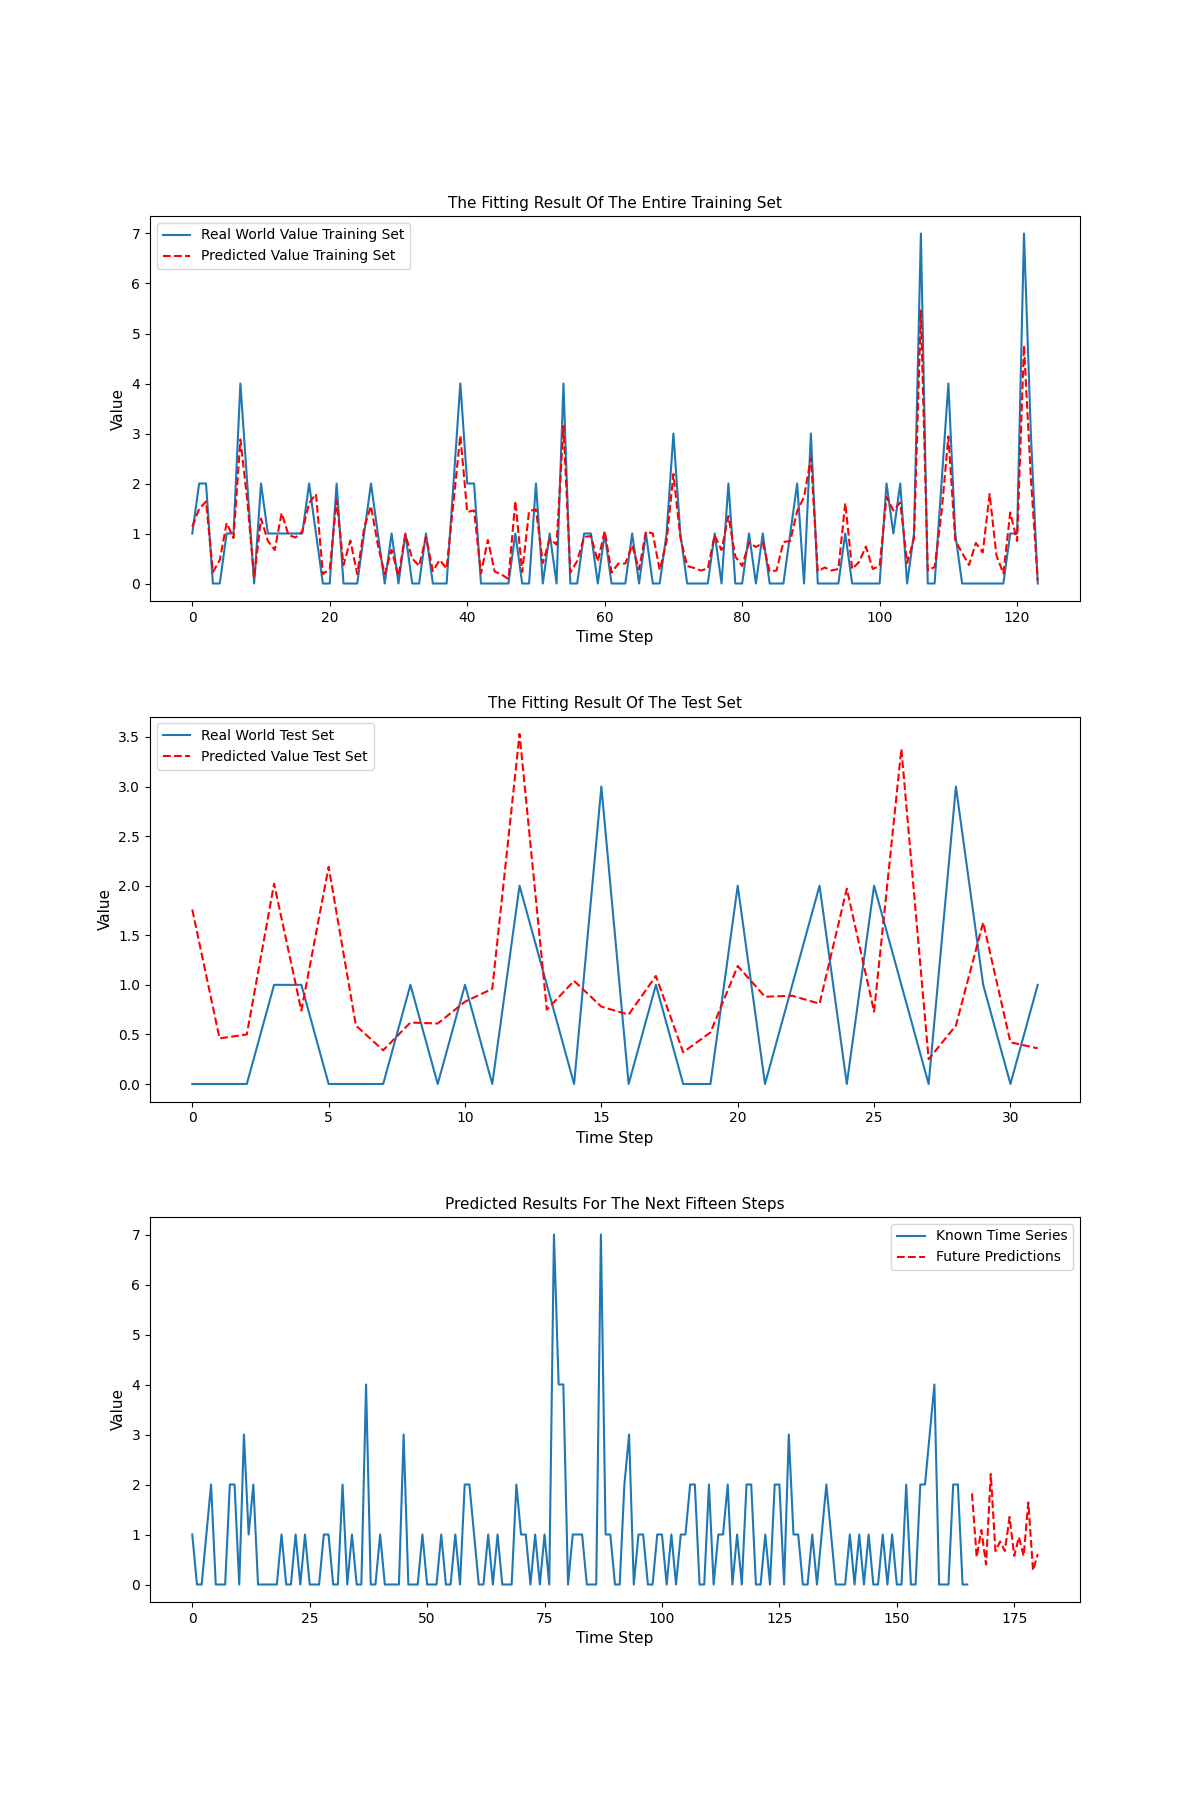 The Fitting Result Of The Entire Training Set
Real World Value Training Set
Predicted Value Training Set
7
6
5
4
3
2
1
0
Value
0 20 40 60 80 100 120
Time Step
The Fitting Result Of The Test Set
Real World Test Set
Predicted Value Test Set
3.5
3.0
2.5
2.0
1.5
1.0
0.5
0.0
Value
0 5 10 15 20 25 30
Time Step
Predicted Results For The Next Fifteen Steps
Known Time Series
Future Predictions
7
6
5
4
3
2
1
0
Value
0 25 50 75 100 125 150 175
Time Step